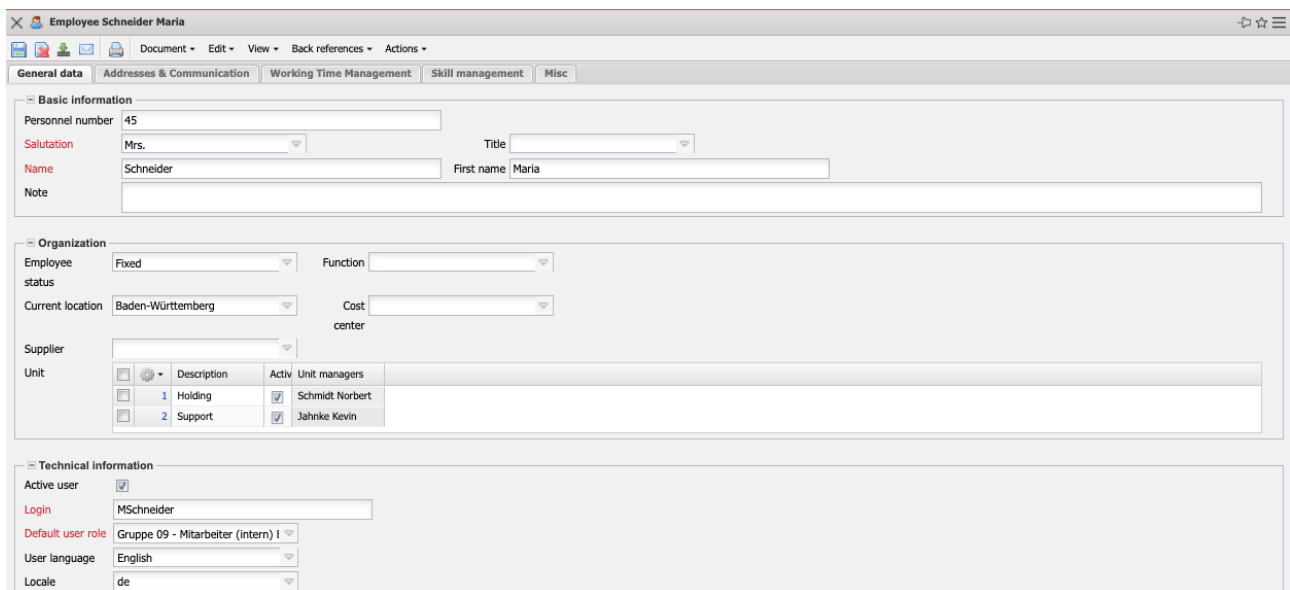 Employee Schneider Maria
Document Edit View Back references Actions
General data Addresses & Communication Working Time Management Skill management Misc
Basic information
Personnel number 45
Salutation Mrs. Title
Name Schneider First name Maria
Note
Organization
Employee status Fixed Function
Current location Baden-Württemberg Cost center
Supplier
Unit Description Activ Unit managers
1 Holding Schmidt Norbert
2 Support Jahnke Kevin
Technical information
Active user
Login MSchneider
Default user role Gruppe 09 - Mitarbeiter (intern)
User language English
Locale de